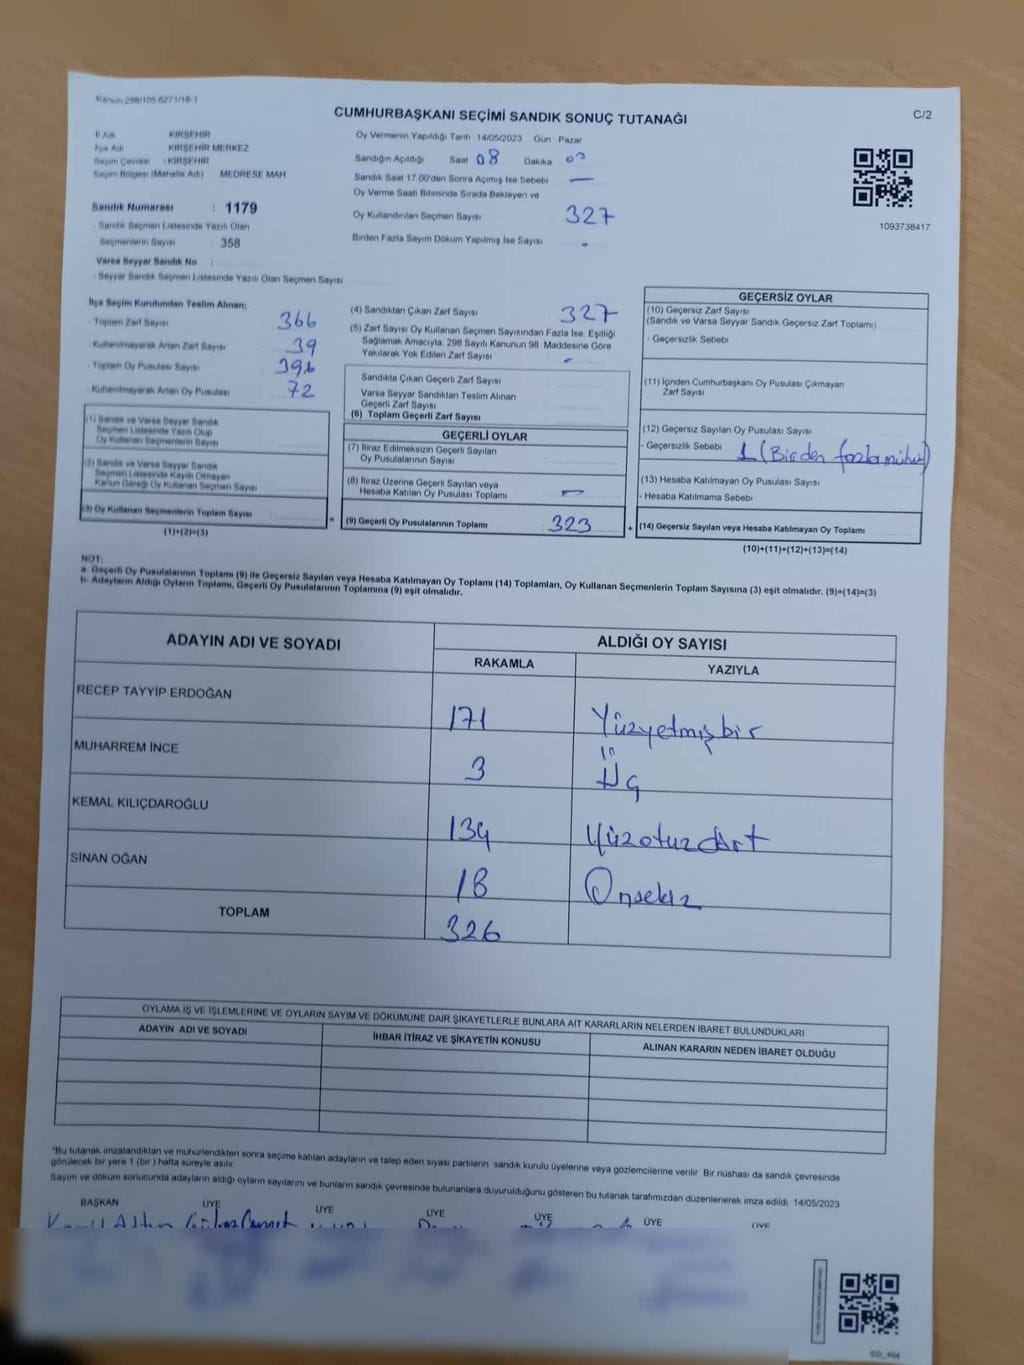 Kanun:298/105 6271/18-1
CUMHURBAŞKANI SEÇİMİ SANDIK SONUÇ TUTANAĞI
C/2
İl Adı KIRŞEHİR
İlçe Adı KIRŞEHİR MERKEZ
Seçim Çevresi : KIRŞEHİR
Seçim Bölgesi (Mahalle Adı) MEDRESE MAH
Sandık Numarası : 1179
Sandık Seçmen Listesinde Yazılı Olan
Seçmenlerin Sayısı : 358
Varsa Seyyar Sandık No :
Seyyar Sandık Seçmen Listesinde Yazılı Olan Seçmen Sayısı
Oy Vermenin Yapıldığı Tarih 14/05/2023 Gün Pazar
Sandığın Açıldığı Saat 08 Dakika 00
Sandık Saat 17.00'den Sonra Açımış İse Sebebi —
Oy Verme Saati Bitiminde Sırada Bekleyen ve
Oy Kullandırılan Seçmen Sayısı 327
Birden Fazla Sayım Döküm Yapılmış İse Sayısı -
1093738417
İlçe Seçim Kurulundan Teslim Alınan;
Toplam Zarf Sayısı 366
Kullanılmayarak Artan Zarf Sayısı 39
Toplam Oy Pusulası Sayısı 396
Kullanılmayarak Artan Oy Pusulası 72
(1) Sandık ve Varsa Seyyar Sandık
Seçmen Listesinde Yazılı Olup
Oy Kullanan Seçmenlerin Sayısı
(2) Sandık ve Varsa Seyyar Sandık
Seçmen Listesinde Kayıtlı Olmayan
Kanun Gereği Oy Kullanan Seçmen Sayısı
(3) Oy Kullanan Seçmenlerin Toplam Sayısı =
(1)+(2)=(3)
(4) Sandıktan Çıkan Zarf Sayısı 327
(5) Zarf Sayısı Oy Kullanan Seçmen Sayısından Fazla İse, Eşitliği
Sağlamak Amacıyla, 298 Sayılı Kanunun 98. Maddesine Göre
Yakılarak Yok Edilen Zarf Sayısı -
Sandıkta Çıkan Geçerli Zarf Sayısı
Varsa Seyyar Sandıktan Teslim Alınan
Geçerli Zarf Sayısı
(6) Toplam Geçerli Zarf Sayısı
GEÇERLİ OYLAR
(7) İtiraz Edilmeksizin Geçerli Sayılan
Oy Pusulalarının Sayısı
(8) İtiraz Üzerine Geçerli Sayılan veya
Hesaba Katılan Oy Pusulası Toplamı —
(9) Geçerli Oy Pusulalarının Toplamı : 323 +
GEÇERSİZ OYLAR
(10) Geçersiz Zarf Sayısı
(Sandık ve Varsa Seyyar Sandık Geçersiz Zarf Toplamı)
- Geçersizlik Sebebi
(11) İçinden Cumhurbaşkanı Oy Pusulası Çıkmayan
Zarf Sayısı
(12) Geçersiz Sayılan Oy Pusulası Sayısı
- Geçersizlik Sebebi 1 (Birden fazla mühür)
(13) Hesaba Katılmayan Oy Pusulası Sayısı
- Hesaba Katılmama Sebebi
(14) Geçersiz Sayılan veya Hesaba Katılmayan Oy Toplamı
(10)+(11)+(12)+(13)=(14)
NOT:
a- Geçerli Oy Pusulalarının Toplamı (9) ile Geçersiz Sayılan veya Hesaba Katılmayan Oy Toplamı (14) Toplamları, Oy Kullanan Seçmenlerin Toplam Sayısına (3) eşit olmalıdır. (9)+(14)=(3)
b- Adayların Aldığı Oyların Toplamı, Geçerli Oy Pusulalarının Toplamına (9) eşit olmalıdır.
ADAYIN ADI VE SOYADI ALDIĞI OY SAYISI
RAKAMLA YAZIYLA
RECEP TAYYİP ERDOĞAN 171 Yüzyetmişbir
MUHARREM İNCE 3 Üç
KEMAL KILIÇDAROĞLU 134 Yüzotuzdört
SİNAN OĞAN 18 Onsekiz
TOPLAM 326
OYLAMA İŞ VE İŞLEMLERİNE VE OYLARIN SAYIM VE DÖKÜMÜNE DAİR ŞİKAYETLERLE BUNLARA AİT KARARLARIN NELERDEN İBARET BULUNDUKLARI
ADAYIN ADI VE SOYADI İHBAR İTİRAZ VE ŞİKAYETİN KONUSU ALINAN KARARIN NEDEN İBARET OLDUĞU
*Bu tutanak imzalandıktan ve mühürlendikten sonra seçime katılan adayların ve talep eden siyasi partilerin sandık kurulu üyelerine veya gözlemcilerine verilir. Bir nüshası da sandık çevresinde
görülecek bir yere 1 (bir) hafta süreyle asılır.
Sayım ve döküm sonucunda adayların aldığı oyların sayılarını ve bunların sandık çevresinde bulunanlara duyurulduğunu gösteren bu tutanak tarafımızdan düzenlenerek imza edildi. 14/05/2023
BAŞKAN ÜYE ÜYE ÜYE ÜYE ÜYE ÜYE